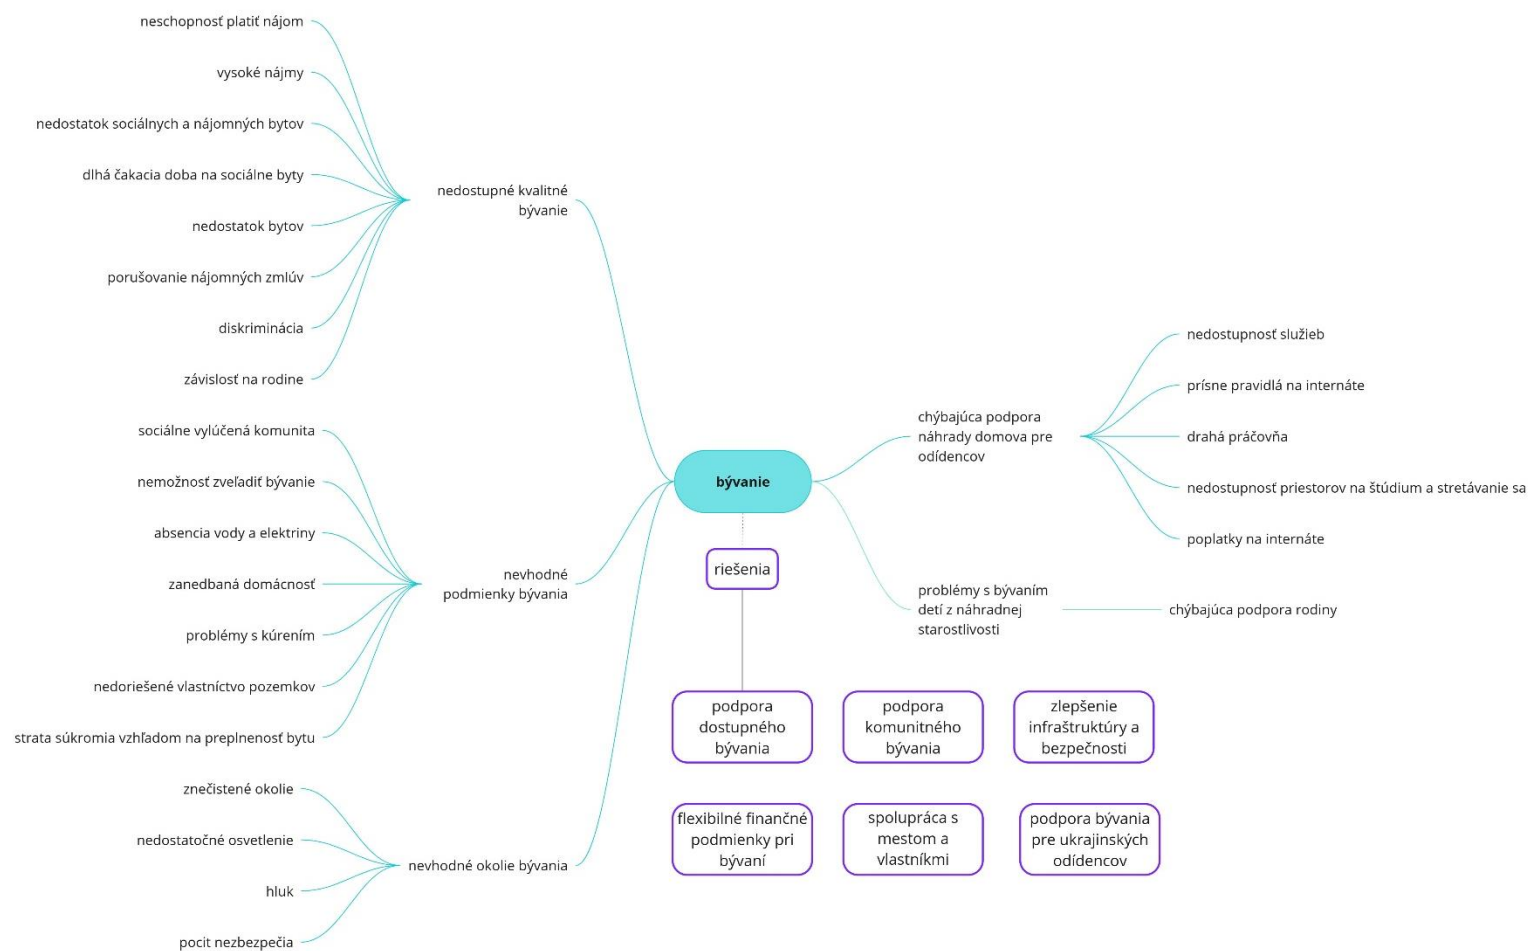 neschopnosť platiť nájom
vysoké nájmy
nedostatok sociálnych a nájomných bytov
dlhá čakacia doba na sociálne byty
nedostatok bytov
porušovanie nájomných zmlúv
diskriminácia
závislosť na rodine
nedostupné kvalitné
bývanie
sociálne vylúčená komunita
nemožnosť zveľadiť bývanie
absencia vody a elektriny
zanedbaná domácnosť
problémy s kúrením
nedoriešené vlastníctvo pozemkov
strata súkromia vzhľadom na preplnenosť bytu
nevhodné
podmienky bývania
znečistené okolie
nedostatočné osvetlenie
hluk
pocit nezbezpečia
nevhodné okolie bývania
bývanie
chýbajúca podpora
náhrady domova pre
odídencov
nedostupnosť služieb
prísne pravidlá na internáte
drahá práčovňa
nedostupnosť priestorov na štúdium a stretávanie sa
poplatky na internáte
problémy s bývaním
detí z náhradnej
starostlivosti
chýbajúca podpora rodiny
riešenia
podpora
dostupného
bývania
podpora
komunitného
bývania
zlepšenie
infraštruktúry a
bezpečnosti
flexibilné finančné
podmienky pri
bývaní
spolupráca s
mestom a
vlastníkmi
podpora bývania
pre ukrajinských
odídencov